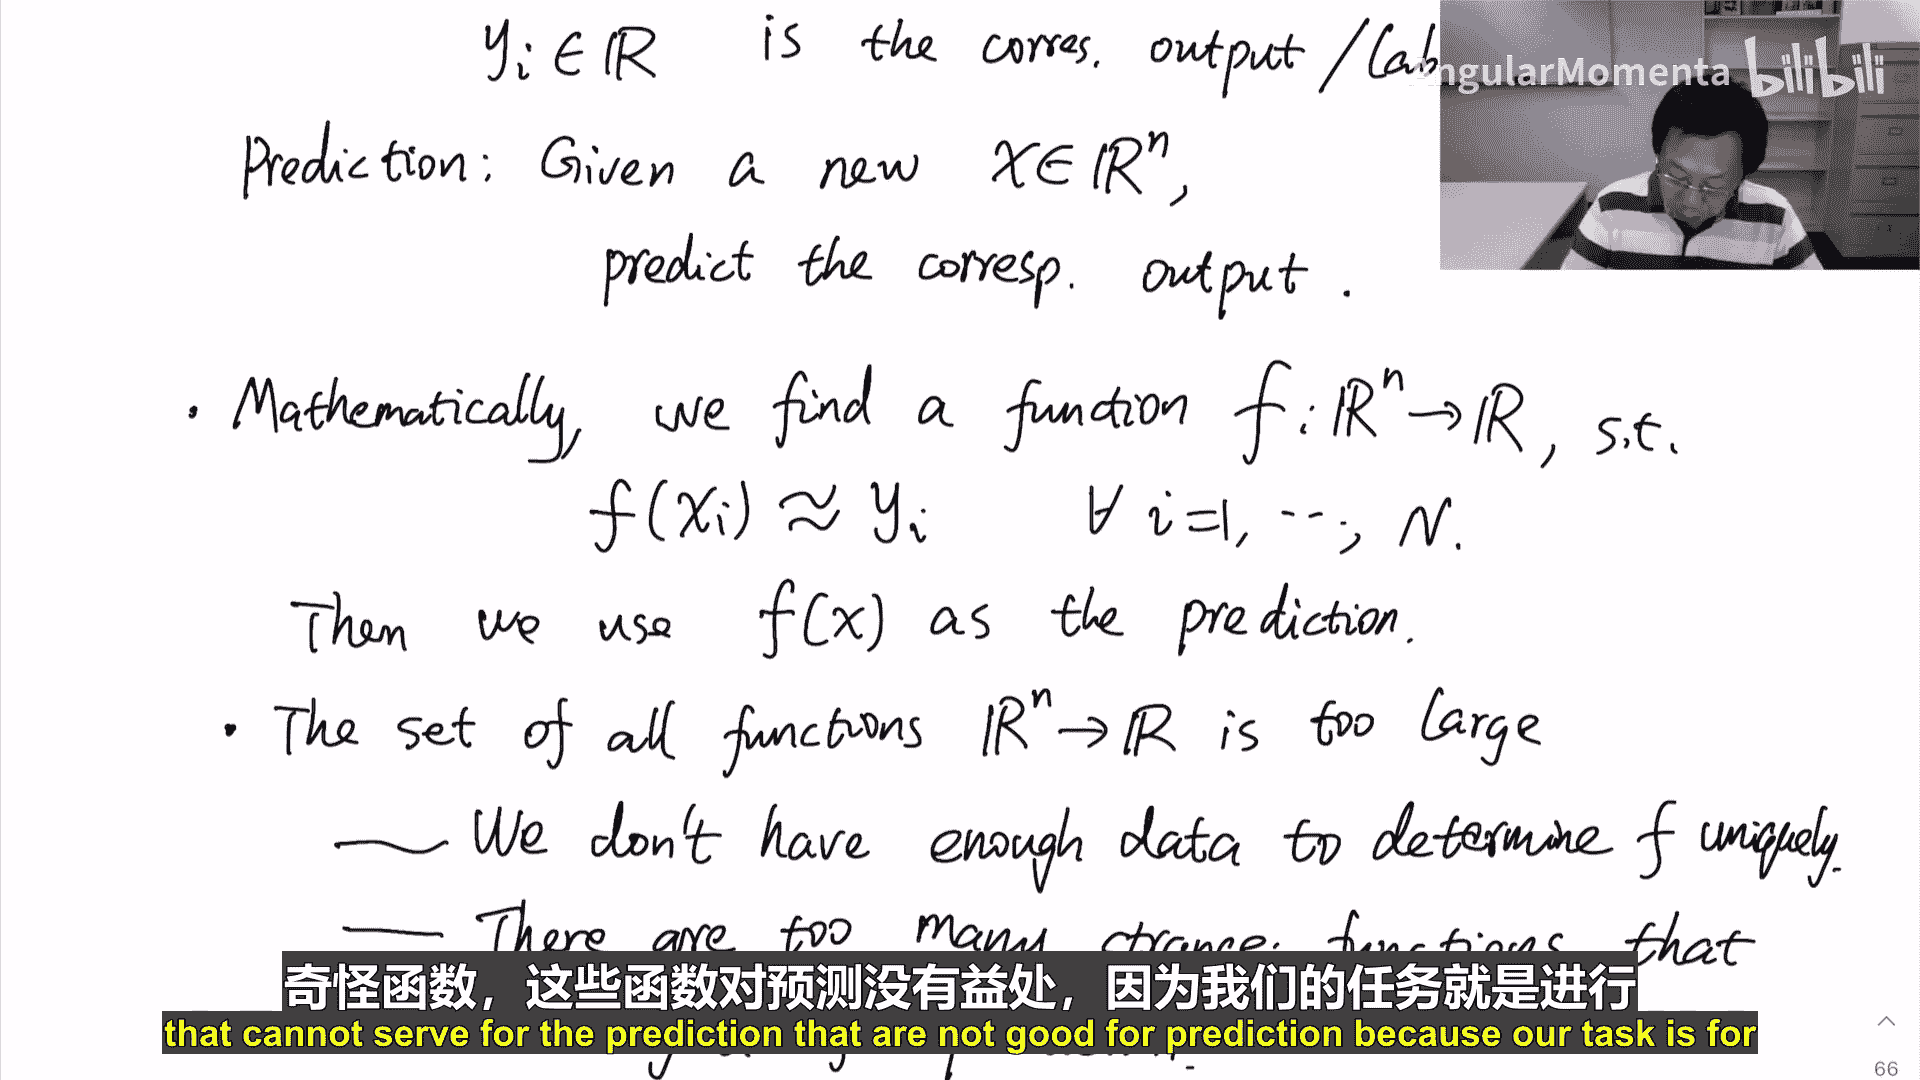 yᵢ ∈ ℝ is the corres. output / lab
ngularMomenta bilibili
Prediction: Given a new x ∈ ℝⁿ,
predict the corresp. output.
· Mathematically, we find a function f: ℝⁿ → ℝ, s.t.
f(xᵢ) ≈ yᵢ ∀ i=1, ---, N.
Then we use f(x) as the prediction.
· The set of all functions ℝⁿ → ℝ is too large
— We don't have enough data to determine f uniquely.
— There are too many strange functions that
奇怪函数，这些函数对预测没有益处，因为我们的任务就是进行
that cannot serve for the prediction that are not good for prediction because our task is for
66